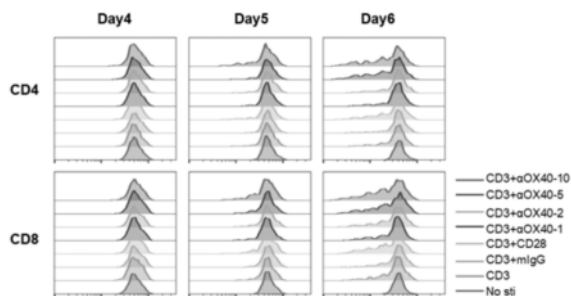 Day4 Day5 Day6
CD4
CD8
CD3+αOX40-10
CD3+αOX40-5
CD3+αOX40-2
CD3+αOX40-1
CD3+CD28
CD3+mIgG
CD3
No sti